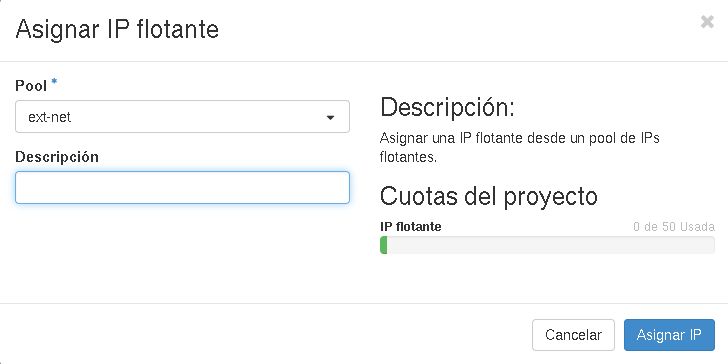 Asignar IP flotante
×
Pool *
ext-net
Descripción
Descripción:
Asignar una IP flotante desde un pool de IPs
flotantes.
Cuotas del proyecto
IP flotante
0 de 50 Usada
Cancelar
Asignar IP